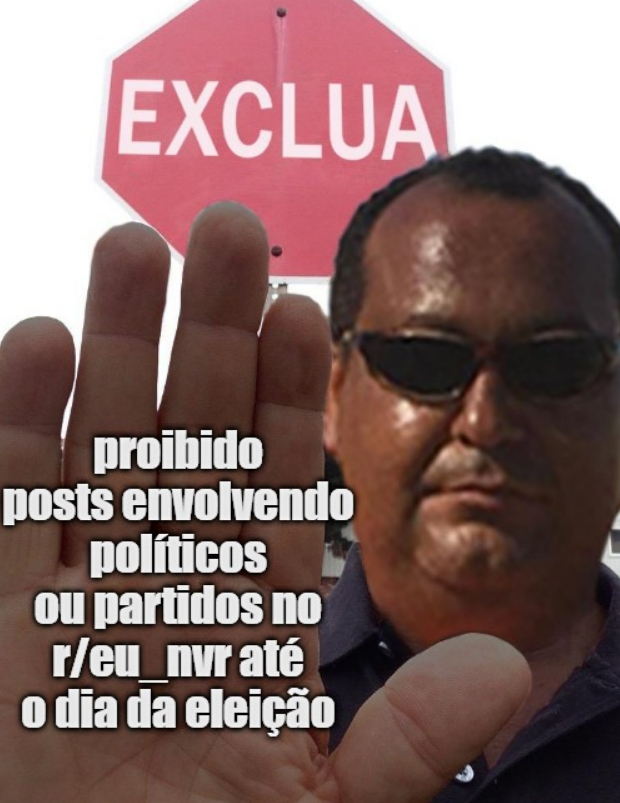 EXCLUA
proibido
posts envolvendo
políticos
ou partidos no
r/eu_nvr até
o dia da eleição